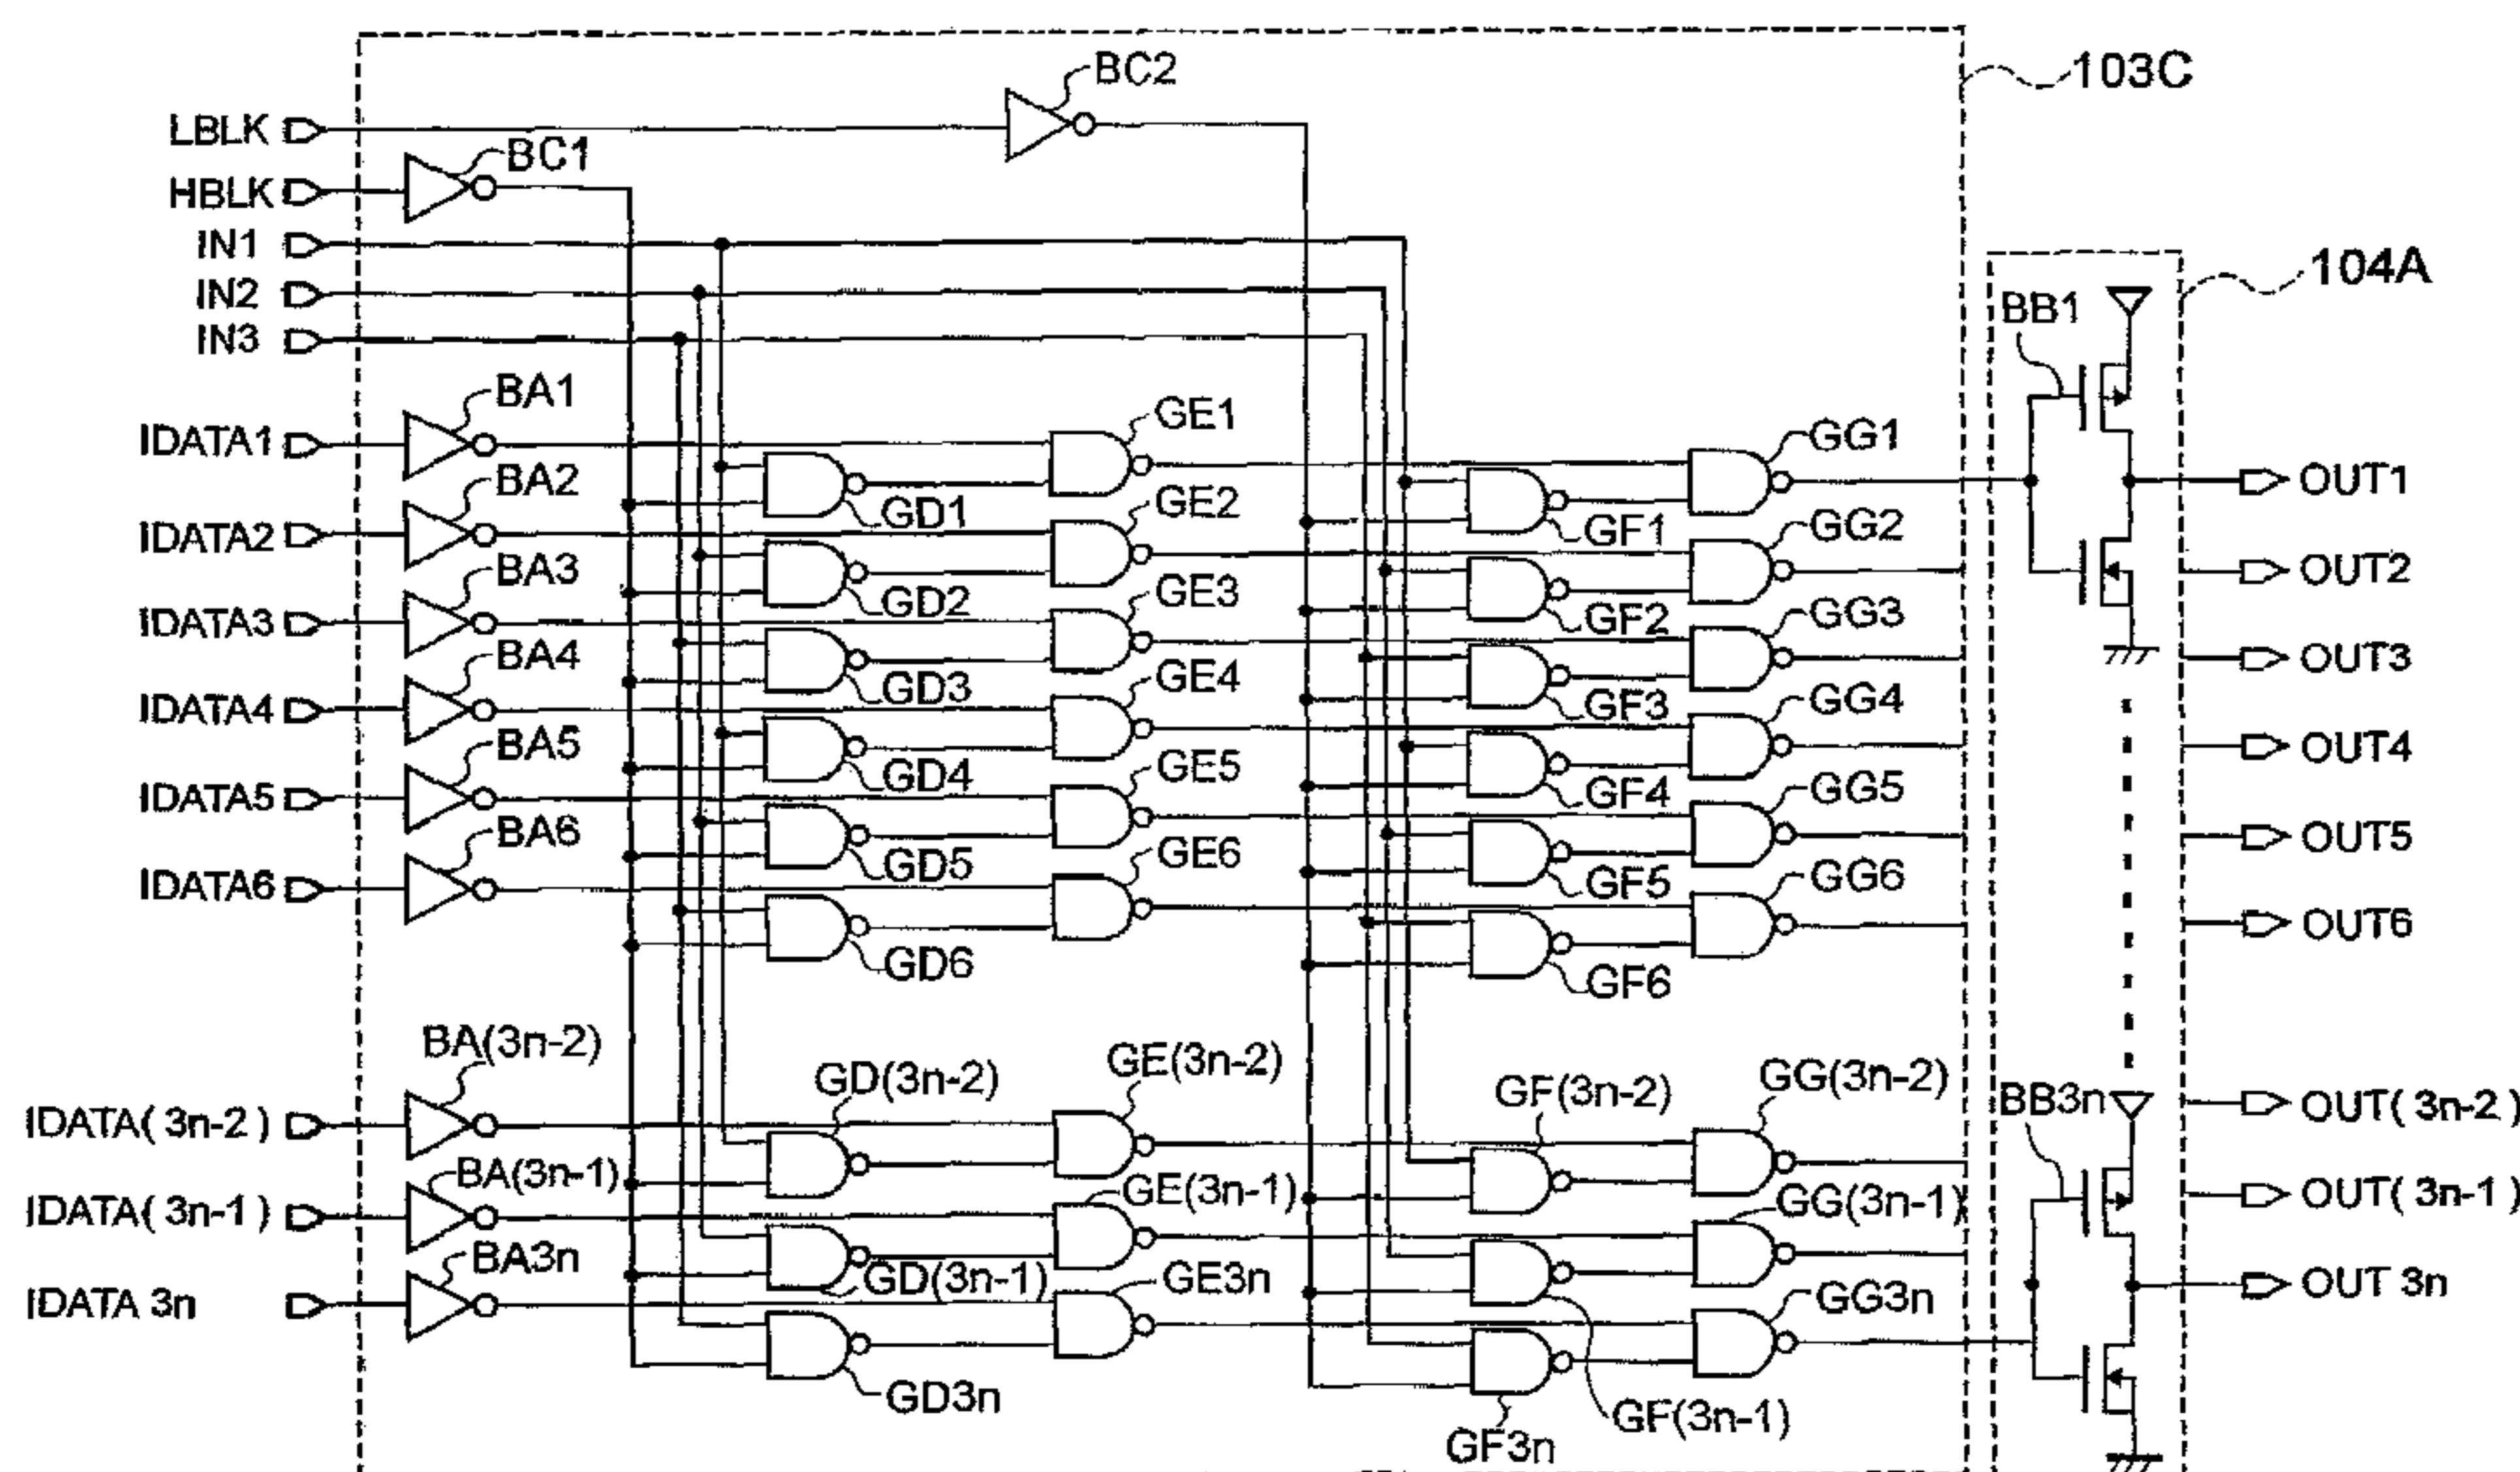 BC2
103C
LBLK
BC1
HBLK
IN1
IN2
104A
BB1
IN3
BA1
GE1
IDATA1
GG1
BA2
OUT1
GD1
GE2
GF1
GG2
IDATA2
BA3
OUT2
GD2
GE3
GF2
GG3
IDATA3
BA4
OUT3
GD3
GE4
GF3
GG4
IDATA4
BA5
OUT4
GD4
GE5
GF4
GG5
IDATA5
BA6
OUT5
GD5
GE6
GF5
GG6
IDATA6
OUT6
GD6
GF6
BA(3n-2)
GD(3n-2)
GE(3n-2)
GF(3n-2)
GG(3n-2)
BB3n
IDATA(3n-2)
OUT(3n-2)
BA(3n-1)
GE(3n-1)
GG(3n-1)
IDATA(3n-1)
OUT(3n-1)
BA3n
GD(3n-1)
GE3n
GG3n
IDATA 3n
OUT 3n
GD3n
GF(3n-1)
GF3n